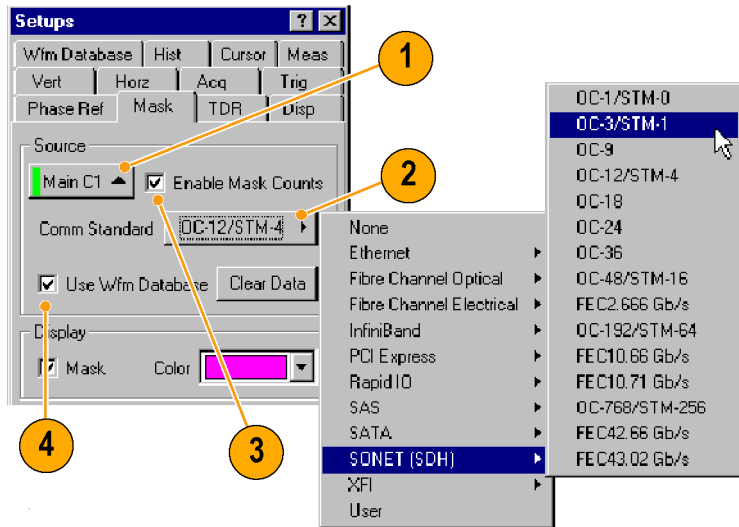 Setups
Wfm Database Hist Cursor Meas
Vert Horz Acq Trig
Phase Ref Mask TDR Disp
Source
Main C1 Enable Mask Counts
Comm Standard OC-12/STM-4
Use Wfm Database Clear Data
Display
Mask Color
1
2
3
4
None
Ethernet
Fibre Channel Optical
Fibre Channel Electrical
InfiniBand
PCI Express
Rapid IO
SAS
SATA
SONET (SDH)
XFI
User
OC-1/STM-0
OC-3/STM-1
OC-9
OC-12/STM-4
OC-18
OC-24
OC-36
OC-48/STM-16
FEC2.666 Gb/s
OC-192/STM-64
FEC10.66 Gb/s
FEC10.71 Gb/s
OC-768/STM-256
FEC42.66 Gb/s
FEC43.02 Gb/s